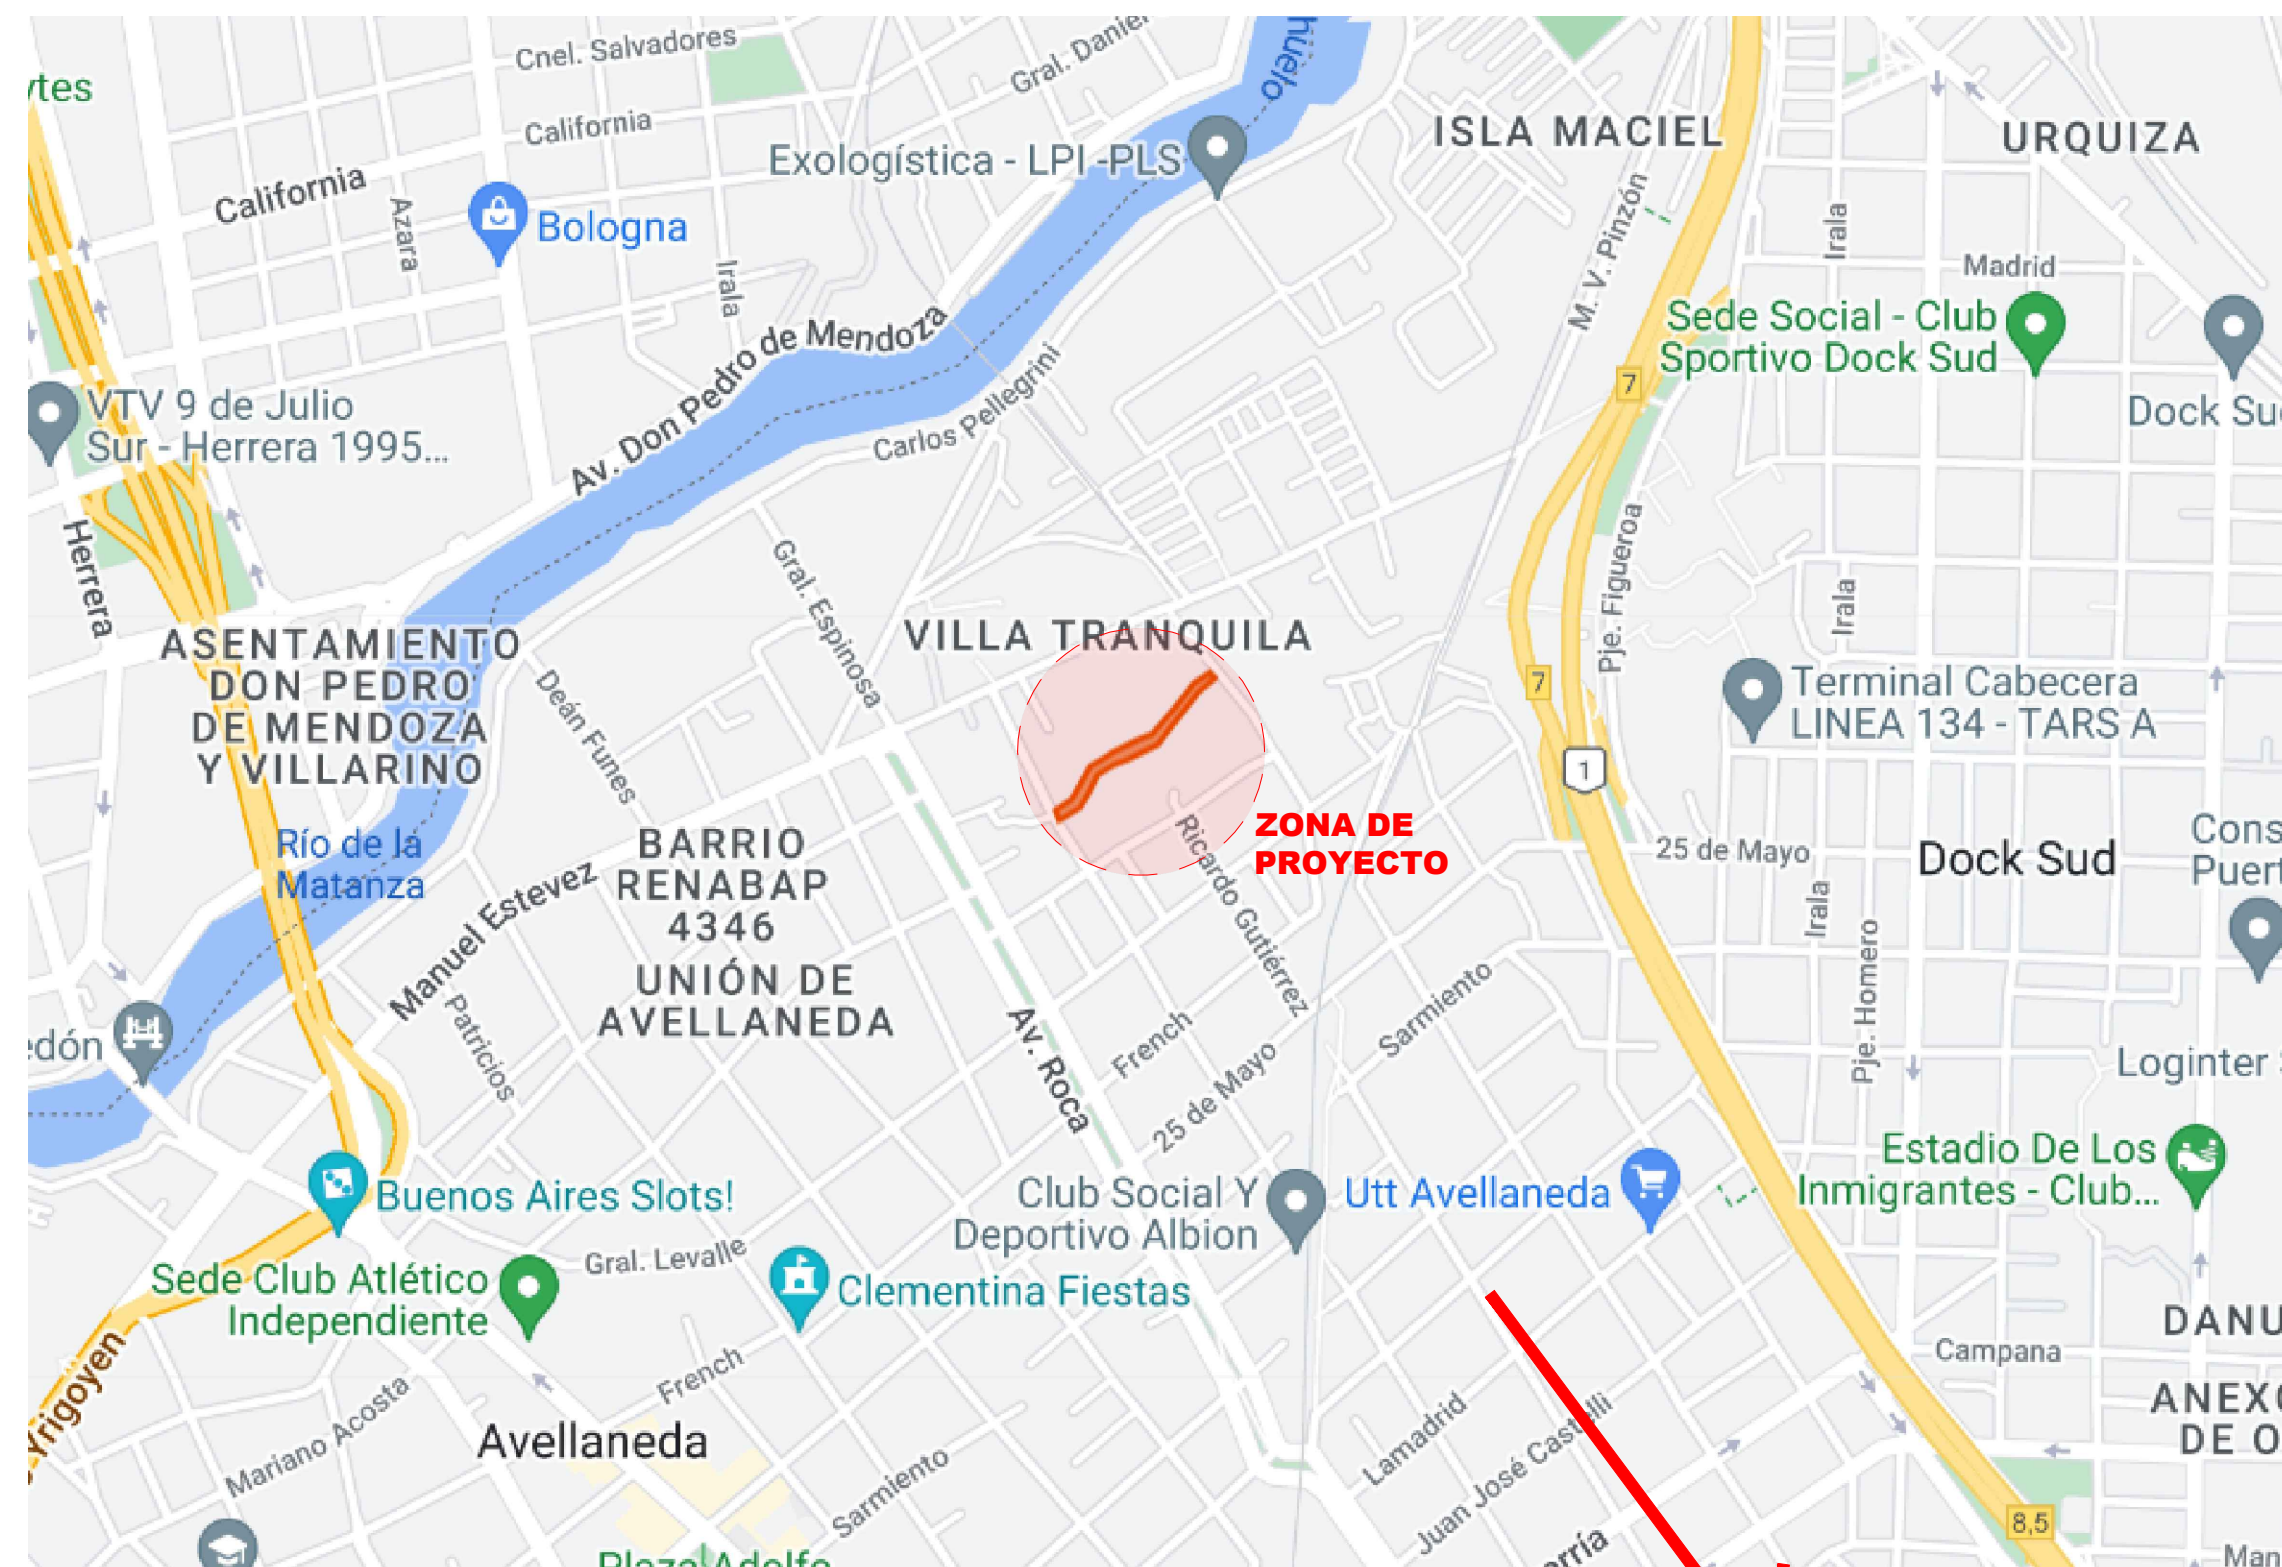 Cnel. Salvadores
Gral. Daniel
California
California
Azara
Bologna
Irala
Exologística - LPI -PLS
ISLA MACIEL
URQUIZA
M. V. Pinzón
Irala
Madrid
Sede Social - Club
Sportivo Dock Sud
7
VTV 9 de Julio
Sur - Herrera 1995...
Av. Don Pedro de Mendoza
Carlos Pellegrini
Herrera
Gral. Espinosa
Pje. Figueroa
Irala
ASENTAMIENTO
DON PEDRO
DE MENDOZA
Y VILLARINO
VILLA TRANQUILA
Deán Funes
7
Terminal Cabecera
LINEA 134 - TARS A
1
Río de la
Matanza
BARRIO
RENABAP
4346
UNIÓN DE
AVELLANEDA
Manuel Estevez
Ricardo Gutiérrez
ZONA DE
PROYECTO
25 de Mayo
Dock Sud
Irala
Pje. Homero
Patricios
Av. Roca
French
25 de Mayo
Sarmiento
Loginter
Buenos Aires Slots!
Club Social Y
Deportivo Albion
Utt Avellaneda
Estadio De Los
Inmigrantes - Club...
Sede Club Atlético
Independiente
Gral. Levalle
Clementina Fiestas
Yrigoyen
Mariano Acosta
French
Avellaneda
Sarmiento
Lamadrid
Juan José Castelli
Campana
8,5